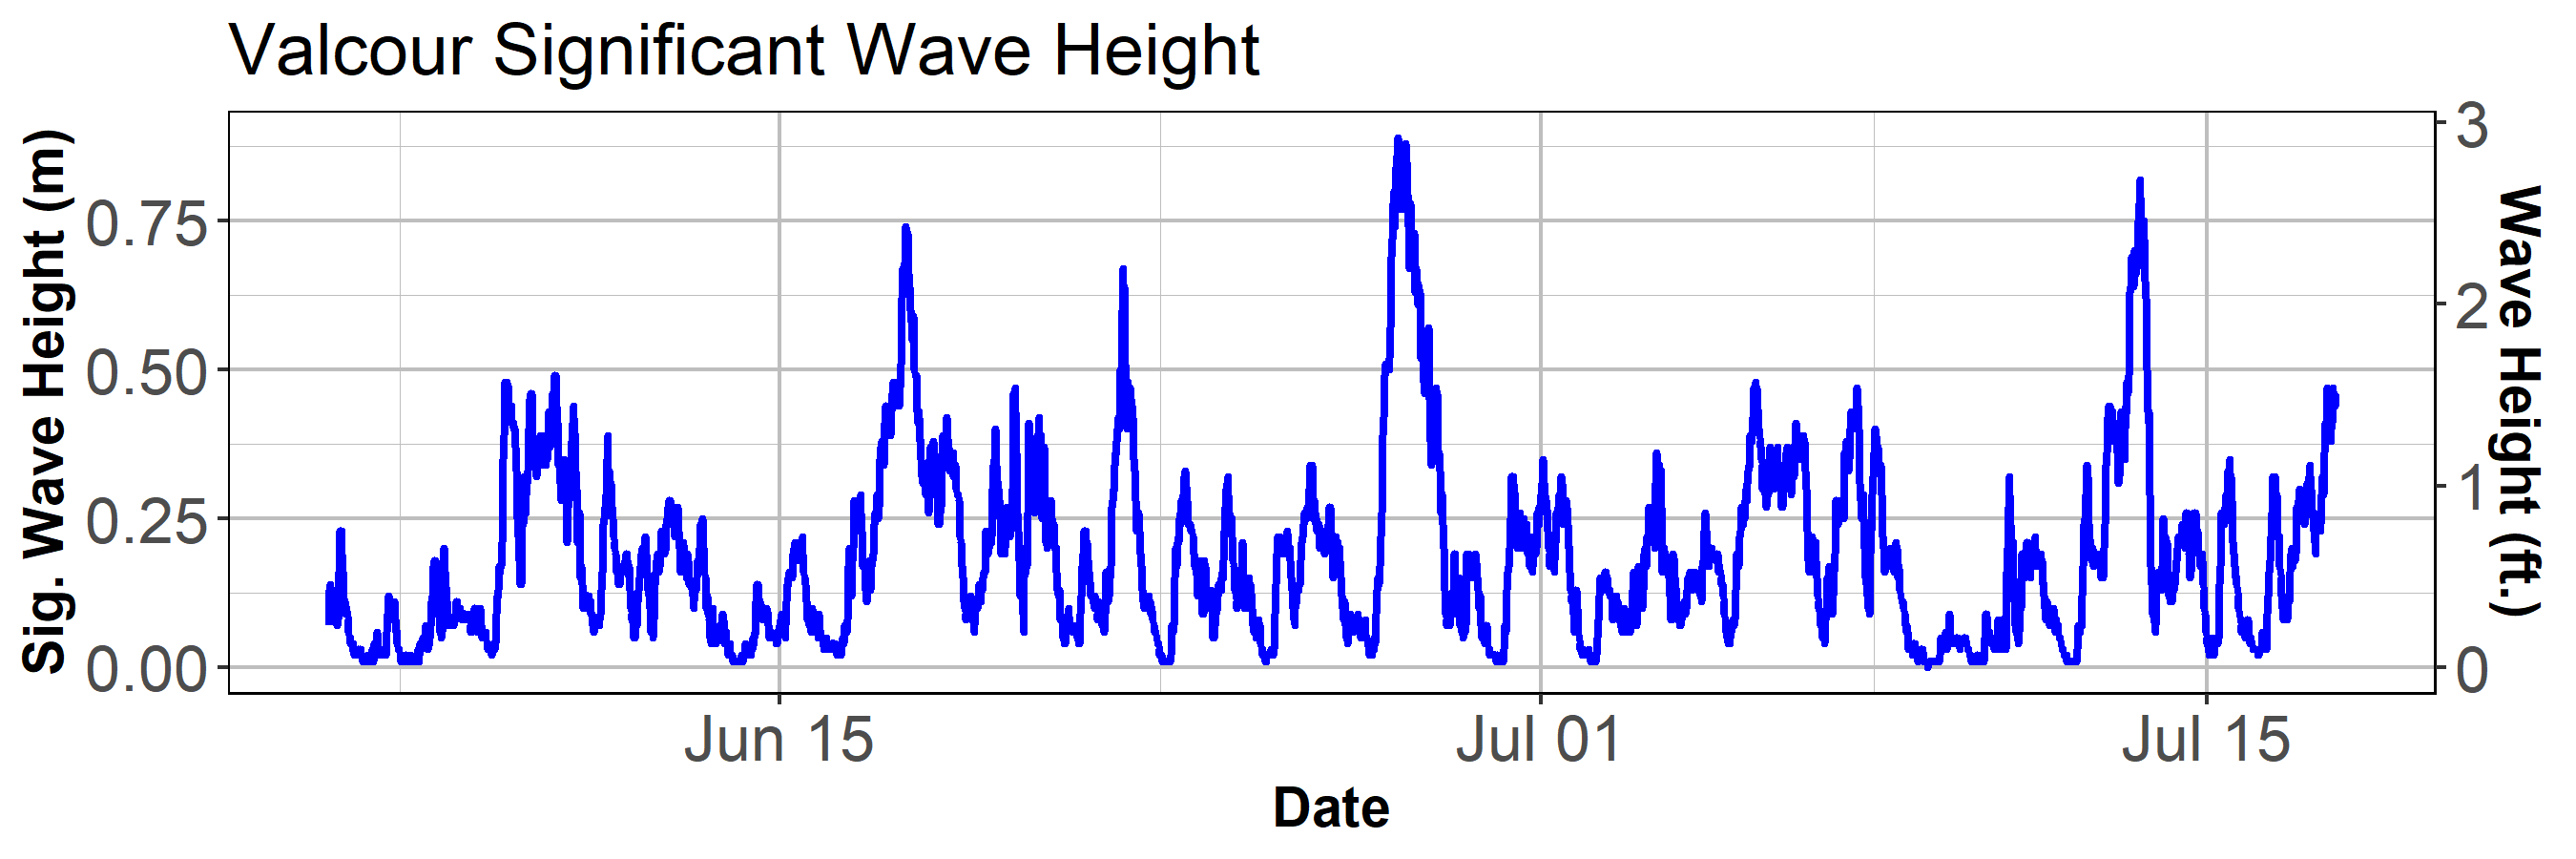 Valcour Significant Wave Height
Sig. Wave Height (m)
0.75
0.50
0.25
0.00
3
2
1
0
Wave Height (ft.)
Jun 15
Jul 01
Jul 15
Date